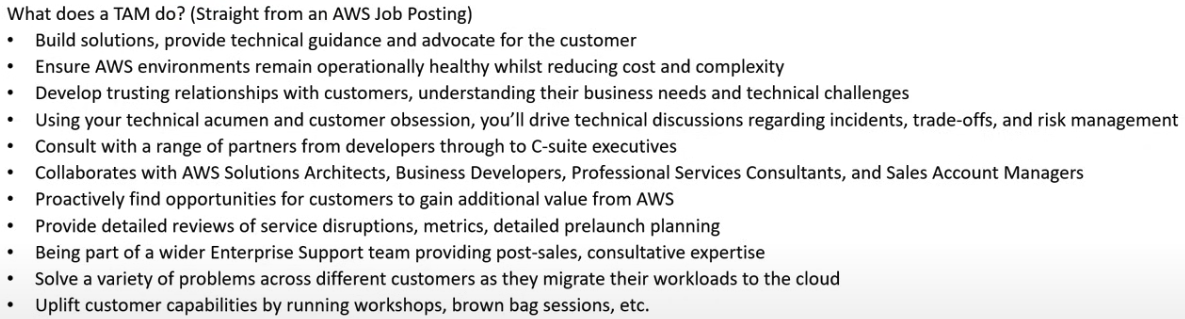 What does a TAM do? (Straight from an AWS Job Posting)
• Build solutions, provide technical guidance and advocate for the customer
• Ensure AWS environments remain operationally healthy whilst reducing cost and complexity
• Develop trusting relationships with customers, understanding their business needs and technical challenges
• Using your technical acumen and customer obsession, you’ll drive technical discussions regarding incidents, trade-offs, and risk management
• Consult with a range of partners from developers through to C-suite executives
• Collaborates with AWS Solutions Architects, Business Developers, Professional Services Consultants, and Sales Account Managers
• Proactively find opportunities for customers to gain additional value from AWS
• Provide detailed reviews of service disruptions, metrics, detailed prelaunch planning
• Being part of a wider Enterprise Support team providing post-sales, consultative expertise
• Solve a variety of problems across different customers as they migrate their workloads to the cloud
• Uplift customer capabilities by running workshops, brown bag sessions, etc.